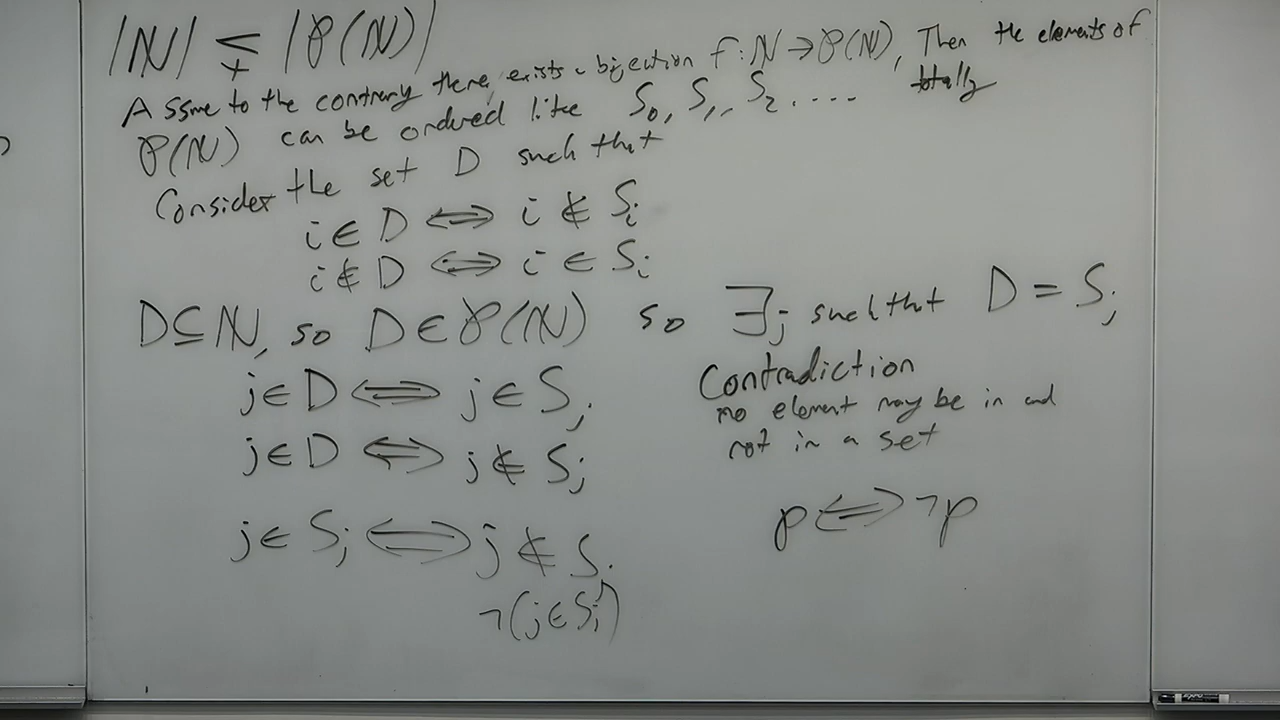 |ℕ| ≨ |𝒫(ℕ)|
Assme to the contrary there exists a bijection f: ℕ → 𝒫(ℕ), Then the elements of
𝒫(ℕ) can be ordered like S₀, S₁, S₂ .... totally
Consider the set D such that
i ∈ D ⟺ i ∉ Sᵢ
i ∉ D ⟺ i ∈ Sᵢ
D ⊆ ℕ, so D ∈ 𝒫(ℕ) so ∃j such that D = Sⱼ
j ∈ D ⟺ j ∈ Sⱼ
j ∈ D ⟺ j ∉ Sⱼ
j ∈ Sⱼ ⟺ j ∉ Sⱼ
¬(j ∈ Sⱼ)
Contradiction
no element may be in and
not in a set
p ⟺ ¬p